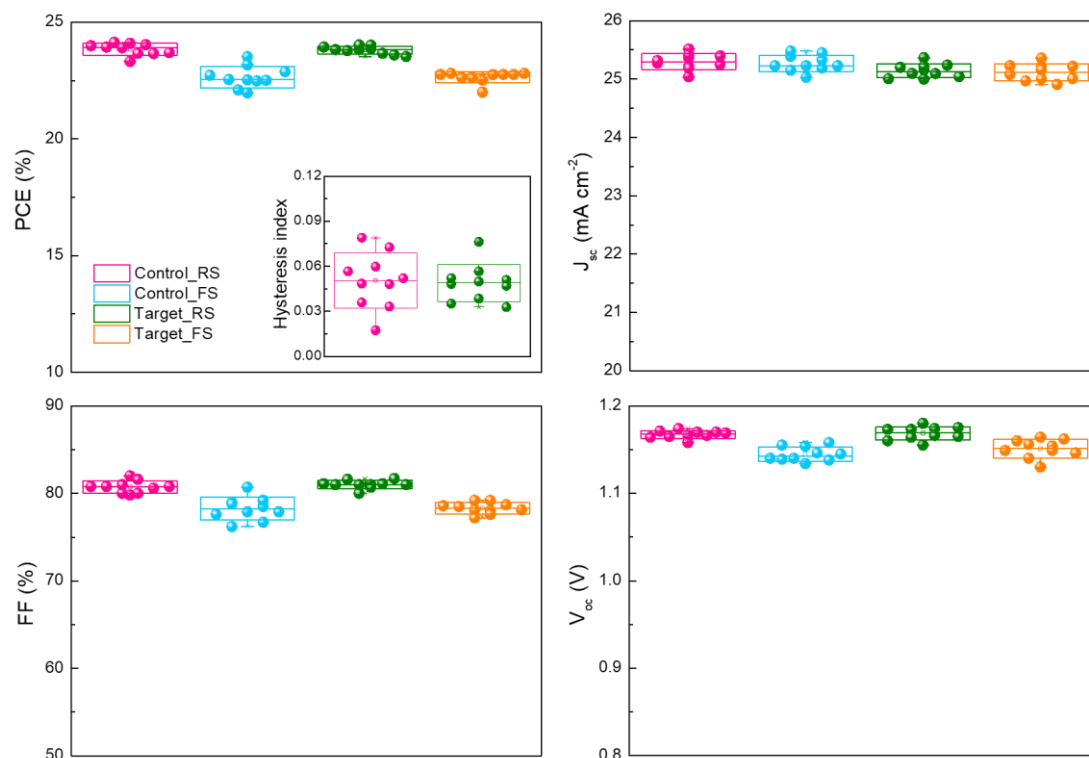 25
20
15
10
PCE (%)
Control_RS
Control_FS
Target_RS
Target_FS
0.12
0.09
0.06
0.03
0.00
Hysteresis index
26
25
24
23
22
21
20
J_sc (mA cm⁻²)
90
80
70
60
50
FF (%)
1.2
1.1
1.0
0.9
0.8
V_oc (V)